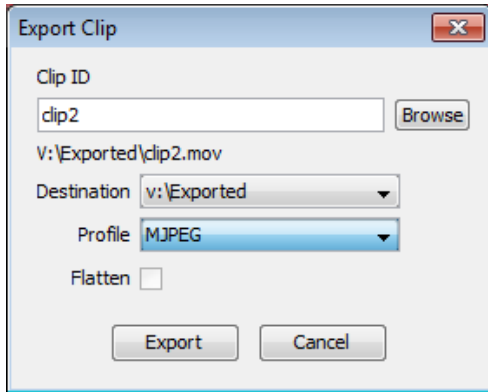 Export Clip
Clip ID
clip2 Browse
V:\Exported\clip2.mov
Destination v:\Exported
Profile MJPEG
Flatten
Export Cancel